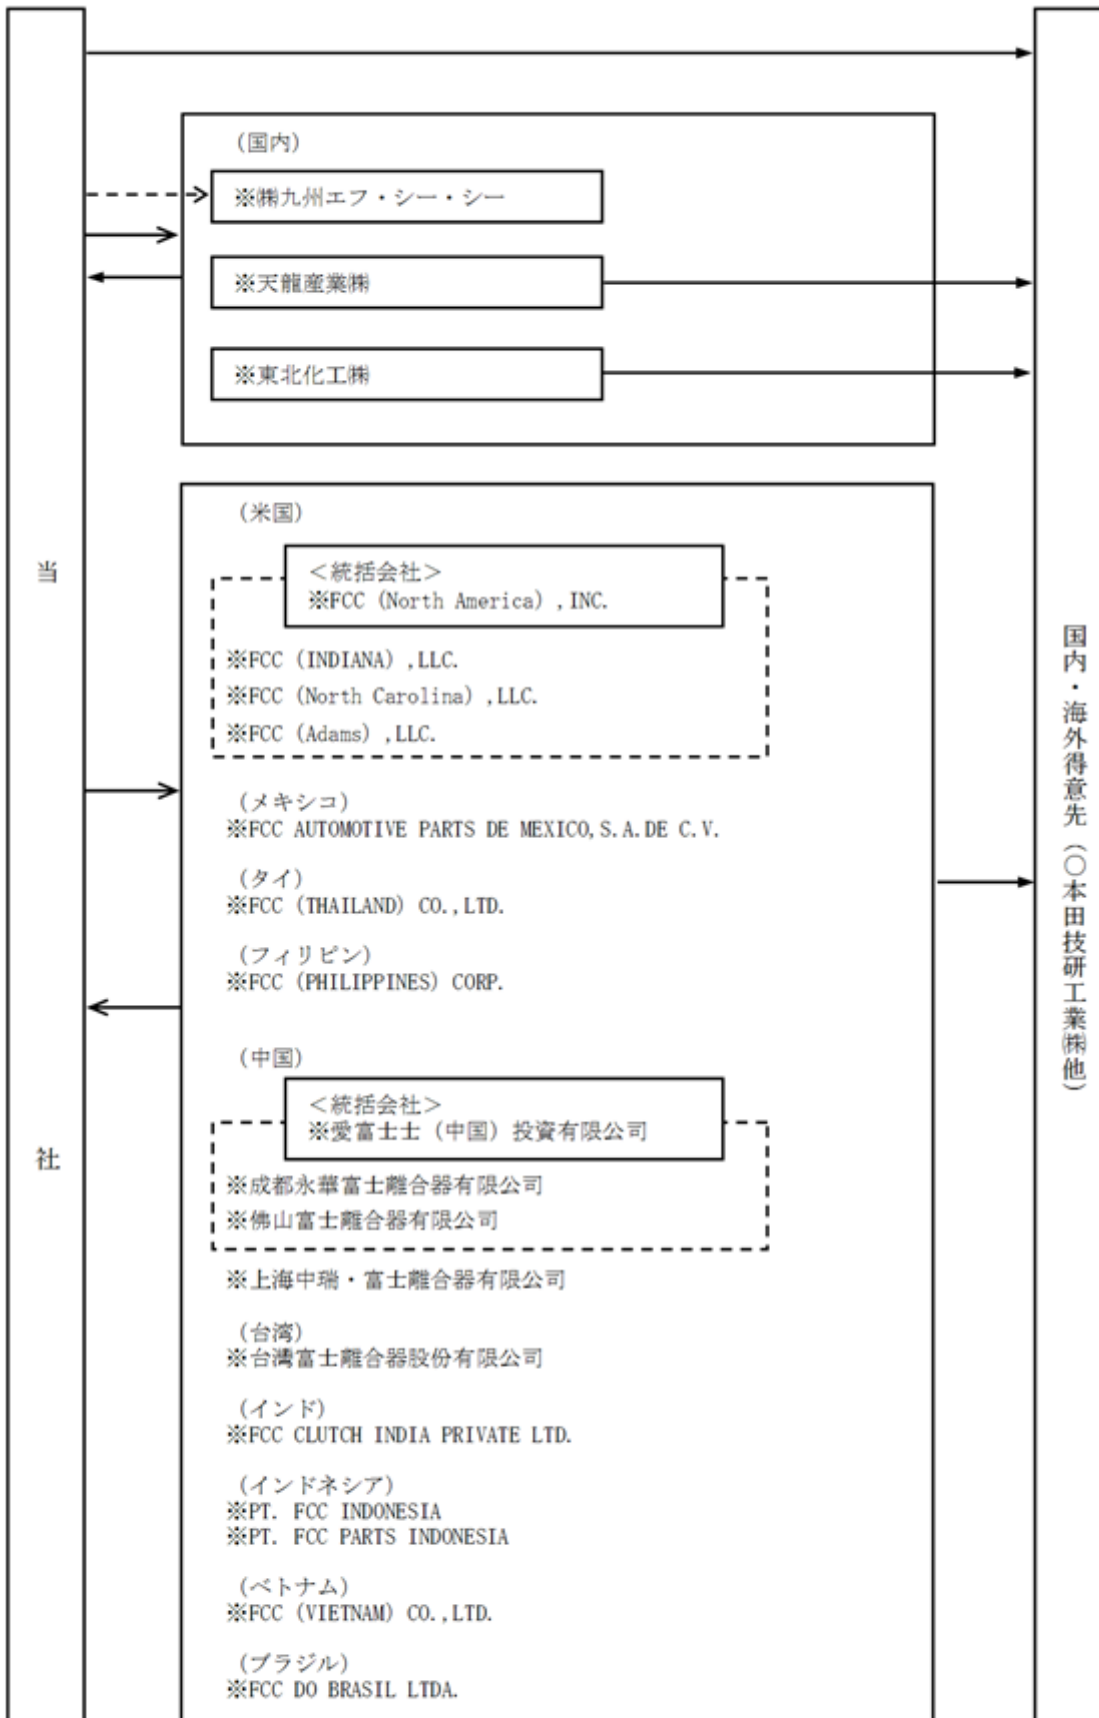 当社
（国内）
※㈱九州エフ・シー・シー
※天龍産業㈱
※東北化工㈱
（米国）
＜統括会社＞
※FCC（North America）,INC.
※FCC（INDIANA）,LLC.
※FCC（North Carolina）,LLC.
※FCC（Adams）,LLC.
（メキシコ）
※FCC AUTOMOTIVE PARTS DE MEXICO,S.A.DE C.V.
（タイ）
※FCC（THAILAND）CO.,LTD.
（フィリピン）
※FCC（PHILIPPINES）CORP.
（中国）
＜統括会社＞
※愛富士士（中国）投資有限公司
※成都永華富士離合器有限公司
※佛山富士離合器有限公司
※上海中瑞・富士離合器有限公司
（台湾）
※台灣富士離合器股份有限公司
（インド）
※FCC CLUTCH INDIA PRIVATE LTD.
（インドネシア）
※PT. FCC INDONESIA
※PT. FCC PARTS INDONESIA
（ベトナム）
※FCC（VIETNAM）CO.,LTD.
（ブラジル）
※FCC DO BRASIL LTDA.
国内・海外得意先（○本田技研工業㈱他）